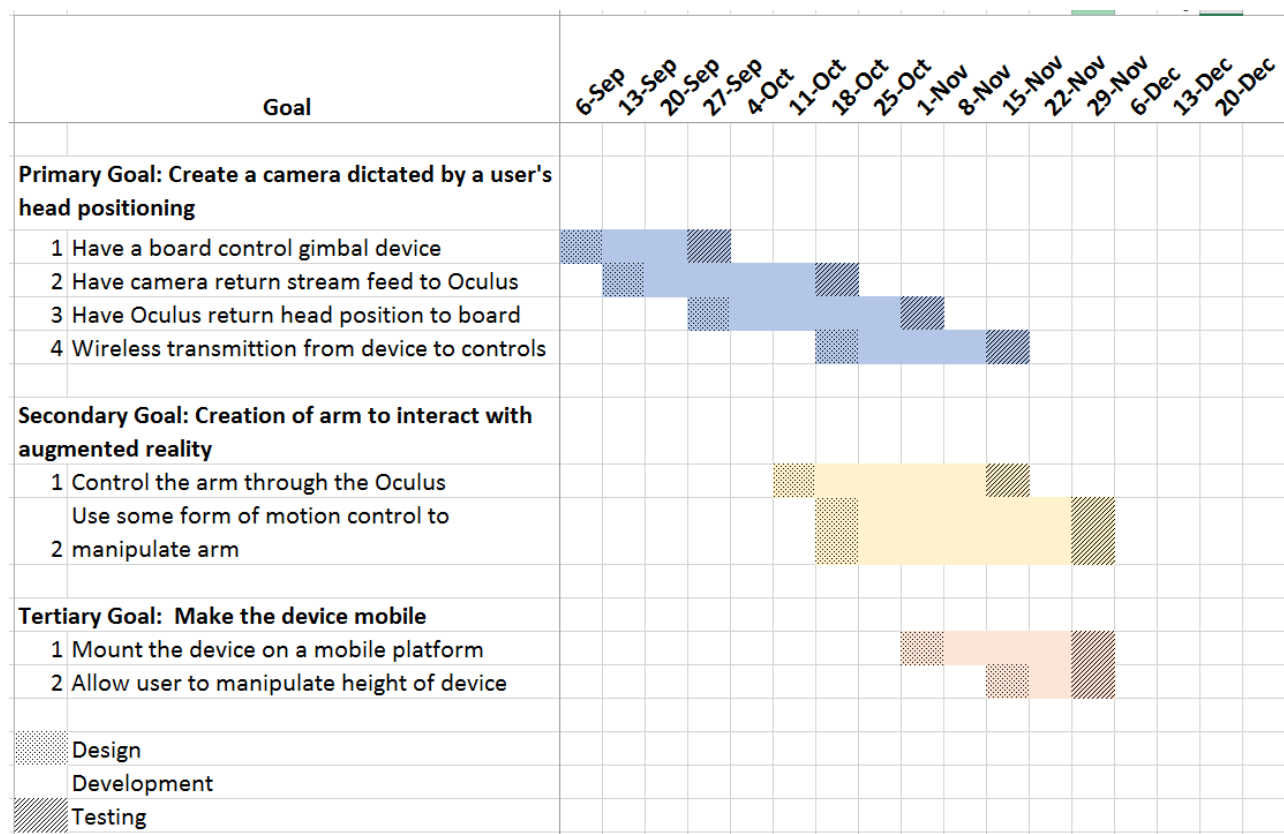 Goal
6-Sep
13-Sep
20-Sep
27-Sep
4-Oct
11-Oct
18-Oct
25-Oct
1-Nov
8-Nov
15-Nov
22-Nov
29-Nov
6-Dec
13-Dec
20-Dec
Primary Goal: Create a camera dictated by a user's
head positioning
1 Have a board control gimbal device
2 Have camera return stream feed to Oculus
3 Have Oculus return head position to board
4 Wireless transmittion from device to controls
Secondary Goal: Creation of arm to interact with
augmented reality
1 Control the arm through the Oculus
Use some form of motion control to
2 manipulate arm
Tertiary Goal:  Make the device mobile
1 Mount the device on a mobile platform
2 Allow user to manipulate height of device
Design
Development
Testing